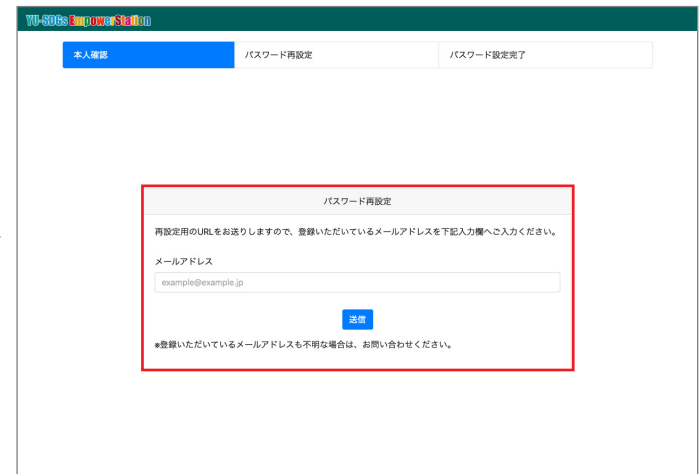 YU-SDGs EmpowerStation
本人確認
パスワード再設定
パスワード設定完了
パスワード再設定
再設定用のURLをお送りしますので、登録いただいているメールアドレスを下記入力欄へご入力ください。
メールアドレス
example@example.jp
送信
※登録いただいているメールアドレスも不明な場合は、お問い合わせください。